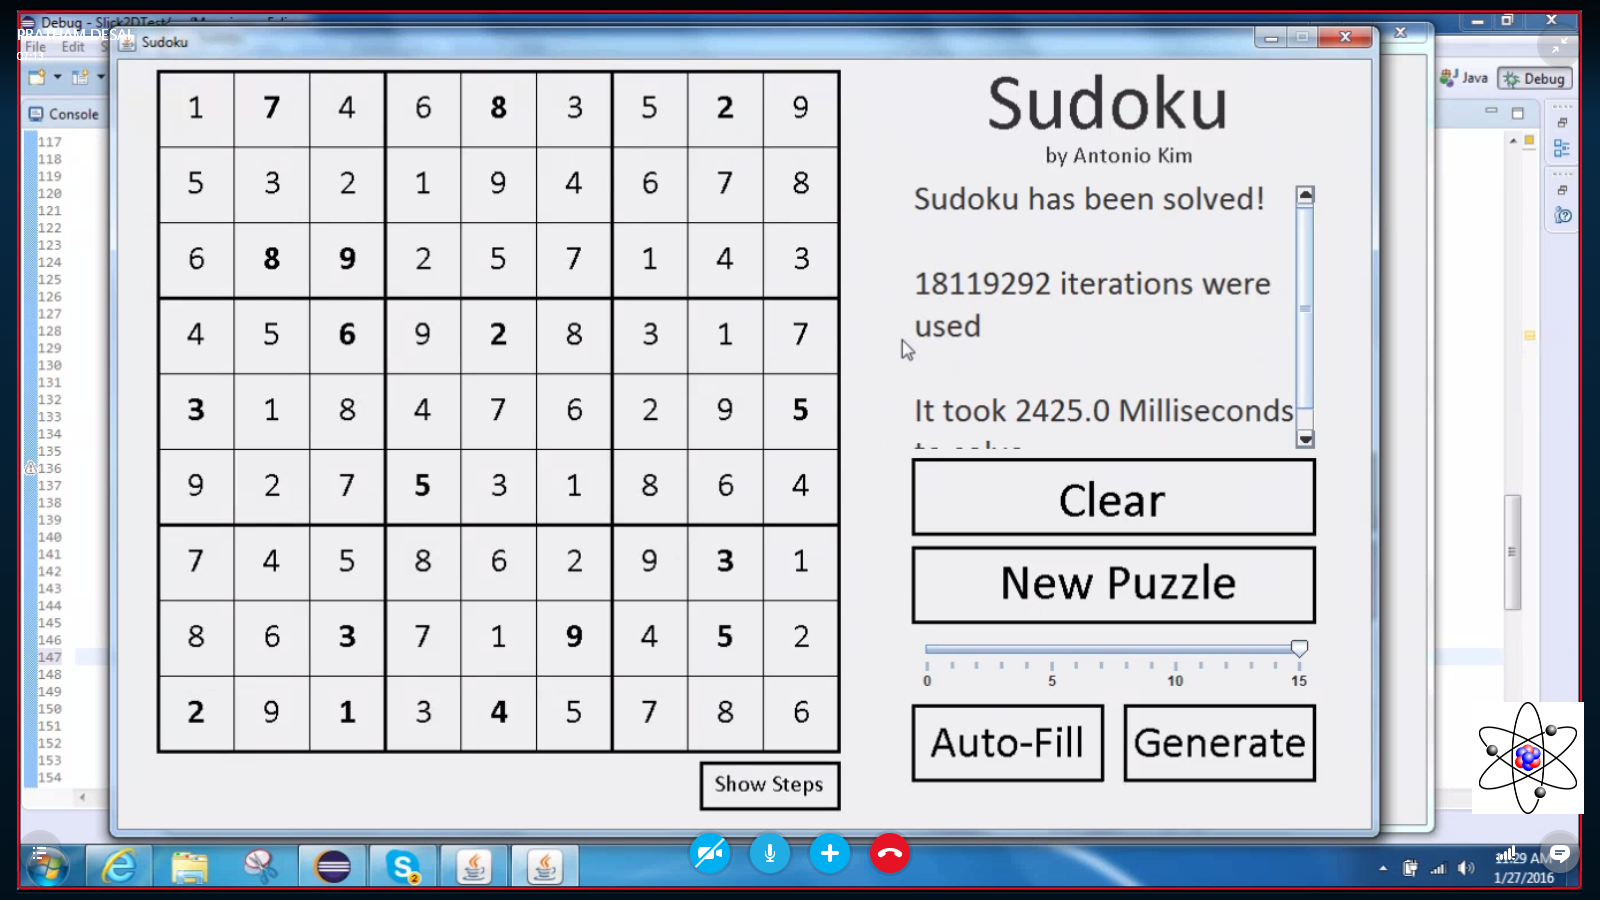 Debug - Slick2DTest/
PRATHAM DESAI
File Edit S
Sudoku
Java Debug
Console
117
118
119
120
121
122
123
124
125
126
127
128
129
130
131
132
133
134
135
136
137
138
139
140
141
142
143
144
145
146
147
148
149
150
151
152
153
154
1 7 4 6 8 3 5 2 9
5 3 2 1 9 4 6 7 8
6 8 9 2 5 7 1 4 3
4 5 6 9 2 8 3 1 7
3 1 8 4 7 6 2 9 5
9 2 7 5 3 1 8 6 4
7 4 5 8 6 2 9 3 1
8 6 3 7 1 9 4 5 2
2 9 1 3 4 5 7 8 6
Show Steps
Sudoku
by Antonio Kim
Sudoku has been solved!
18119292 iterations were
used
It took 2425.0 Milliseconds
to solve
Clear
New Puzzle
0 5 10 15
Auto-Fill Generate
2
11:29 AM
1/27/2016